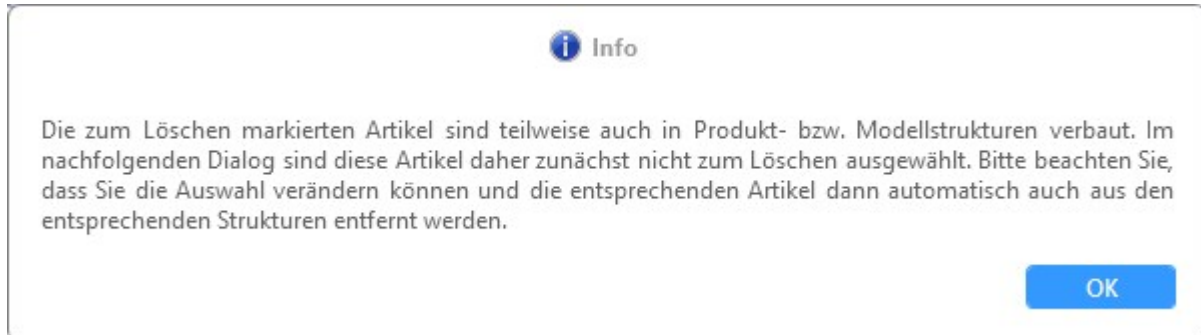 Info
Die zum Löschen markierten Artikel sind teilweise auch in Produkt- bzw. Modellstrukturen verbaut. Im
nachfolgenden Dialog sind diese Artikel daher zunächst nicht zum Löschen ausgewählt. Bitte beachten Sie,
dass Sie die Auswahl verändern können und die entsprechenden Artikel dann automatisch auch aus den
entsprechenden Strukturen entfernt werden.
OK